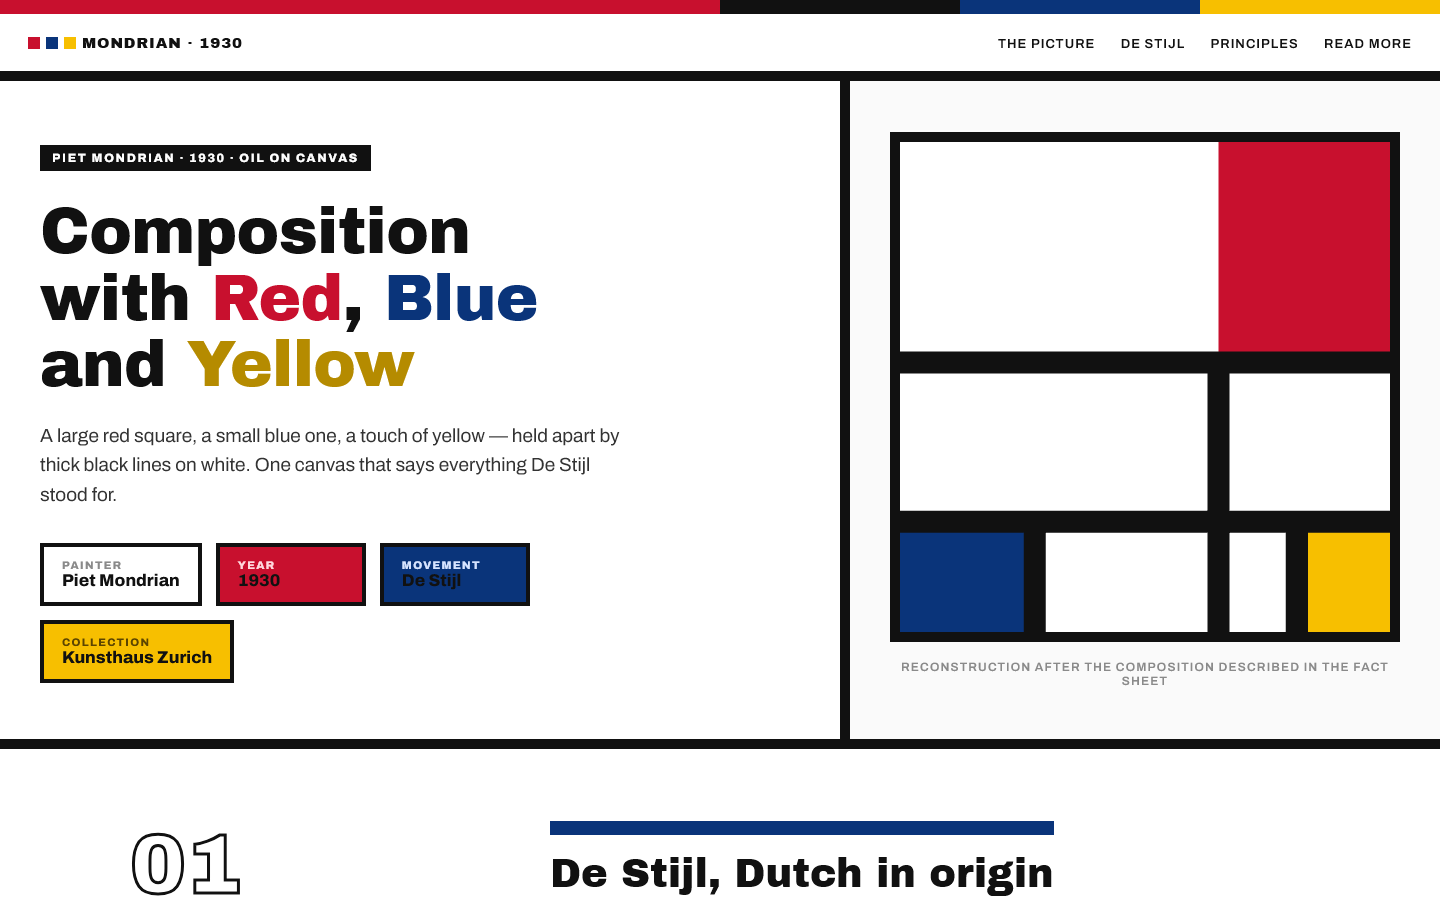 MONDRIAN · 1930
THE PICTURE
DE STIJL
PRINCIPLES
READ MORE
PIET MONDRIAN · 1930 · OIL ON CANVAS
Composition
with Red, Blue
and Yellow
A large red square, a small blue one, a touch of yellow — held apart by
thick black lines on white. One canvas that says everything De Stijl
stood for.
PAINTER
Piet Mondrian
YEAR
1930
MOVEMENT
De Stijl
COLLECTION
Kunsthaus Zurich
RECONSTRUCTION AFTER THE COMPOSITION DESCRIBED IN THE FACT
SHEET
01
De Stijl, Dutch in origin